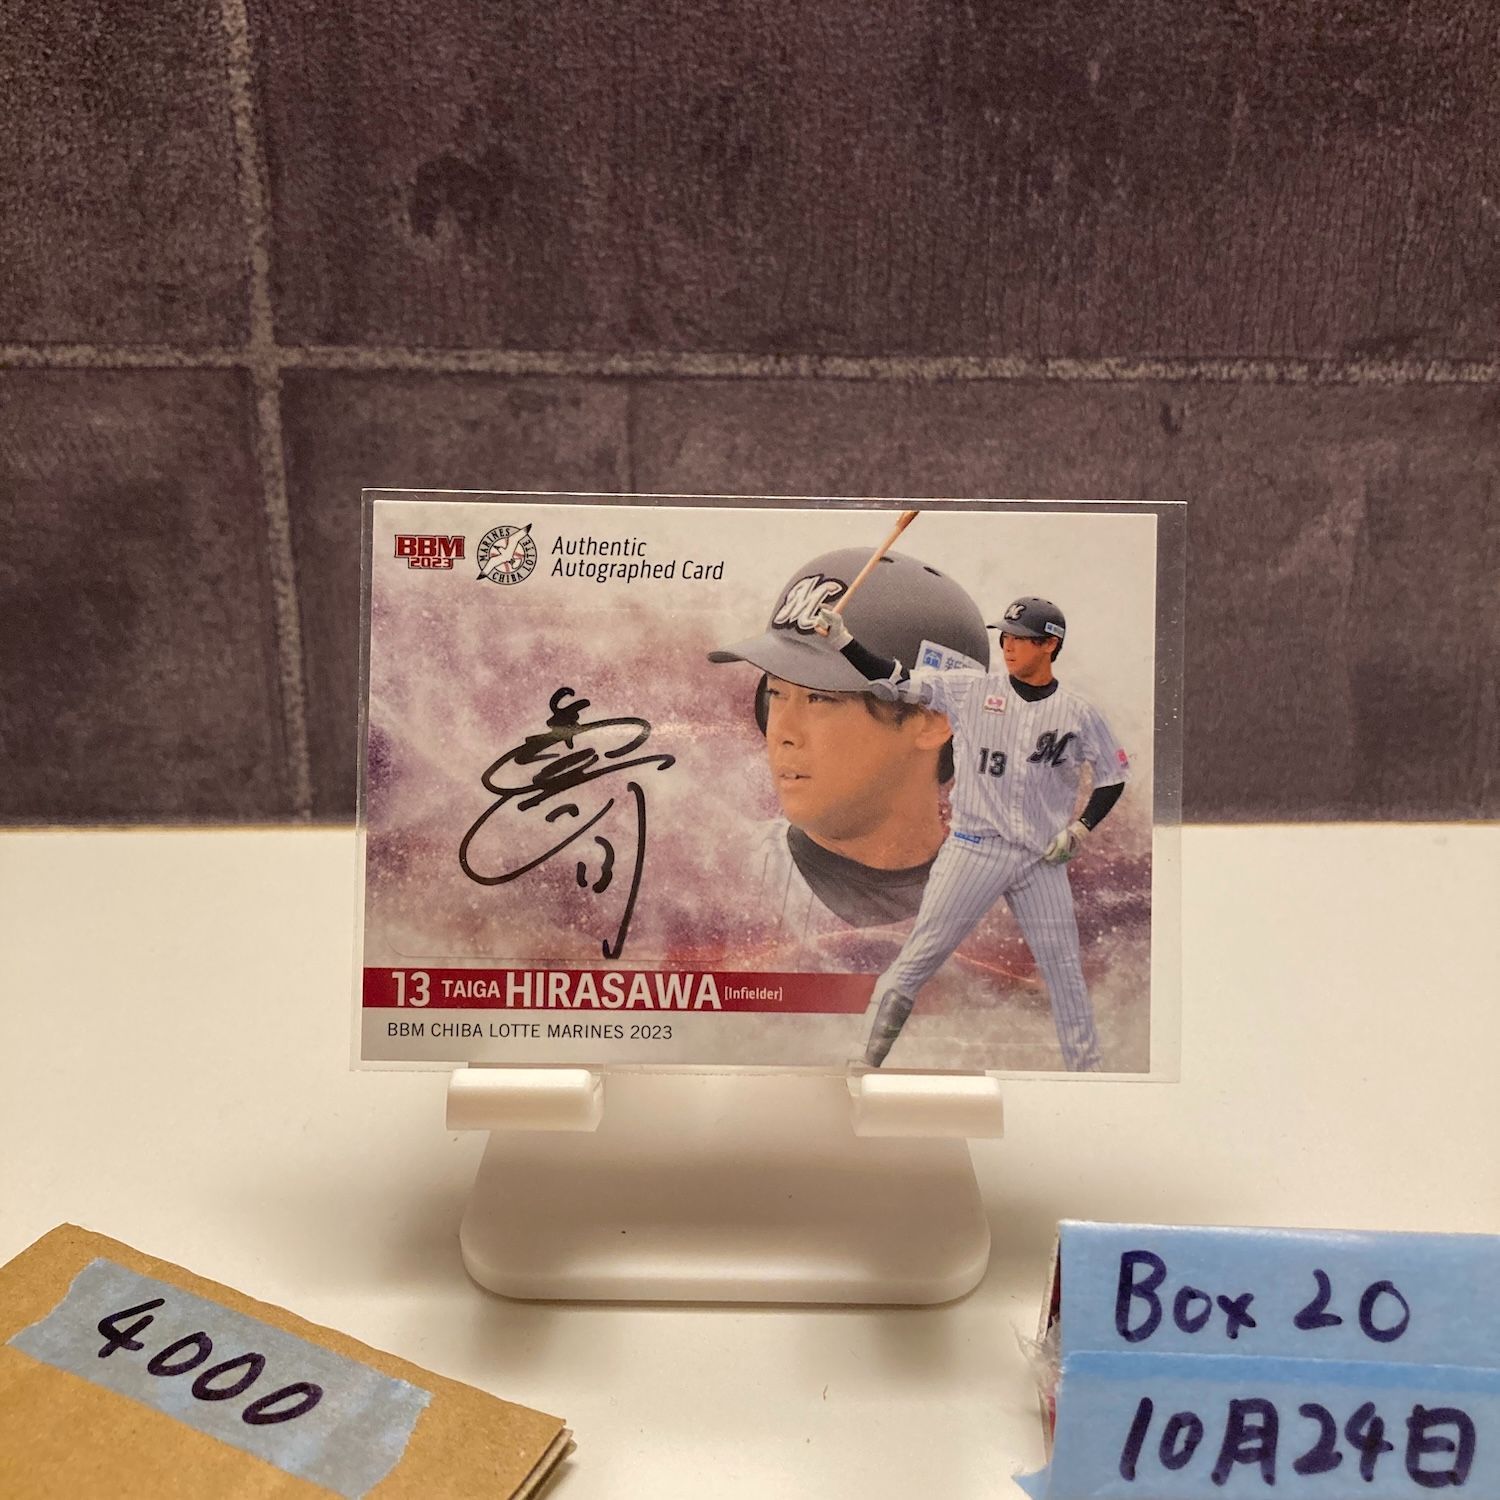 BBM
2023
MARINES
CHIBA LOTTE
Authentic
Autographed Card
M
M
13
M
13
13 TAIGA HIRASAWA [Infielder]
BBM CHIBA LOTTE MARINES 2023
4000
Box 20
10月24日